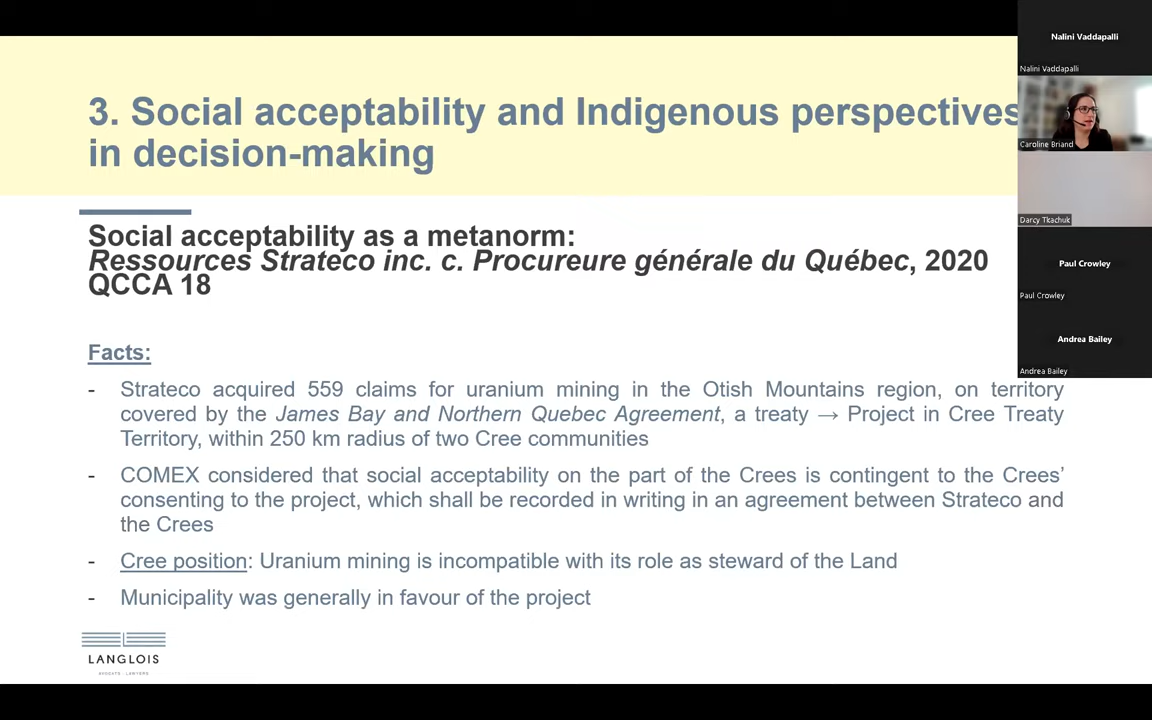 3. Social acceptability and Indigenous perspectives
in decision-making
Social acceptability as a metanorm:
Ressources Strateco inc. c. Procureure générale du Québec, 2020
QCCA 18
Facts:
- Strateco acquired 559 claims for uranium mining in the Otish Mountains region, on territory
covered by the James Bay and Northern Quebec Agreement, a treaty → Project in Cree Treaty
Territory, within 250 km radius of two Cree communities
- COMEX considered that social acceptability on the part of the Crees is contingent to the Crees’
consenting to the project, which shall be recorded in writing in an agreement between Strateco and
the Crees
- Cree position: Uranium mining is incompatible with its role as steward of the Land
- Municipality was generally in favour of the project
LANGLOIS
AVOCATS · LAWYERS
Nalini Vaddapalli
Nalini Vaddapalli
Caroline Briand
Darcy Tkachuk
Paul Crowley
Paul Crowley
Andrea Bailey
Andrea Bailey